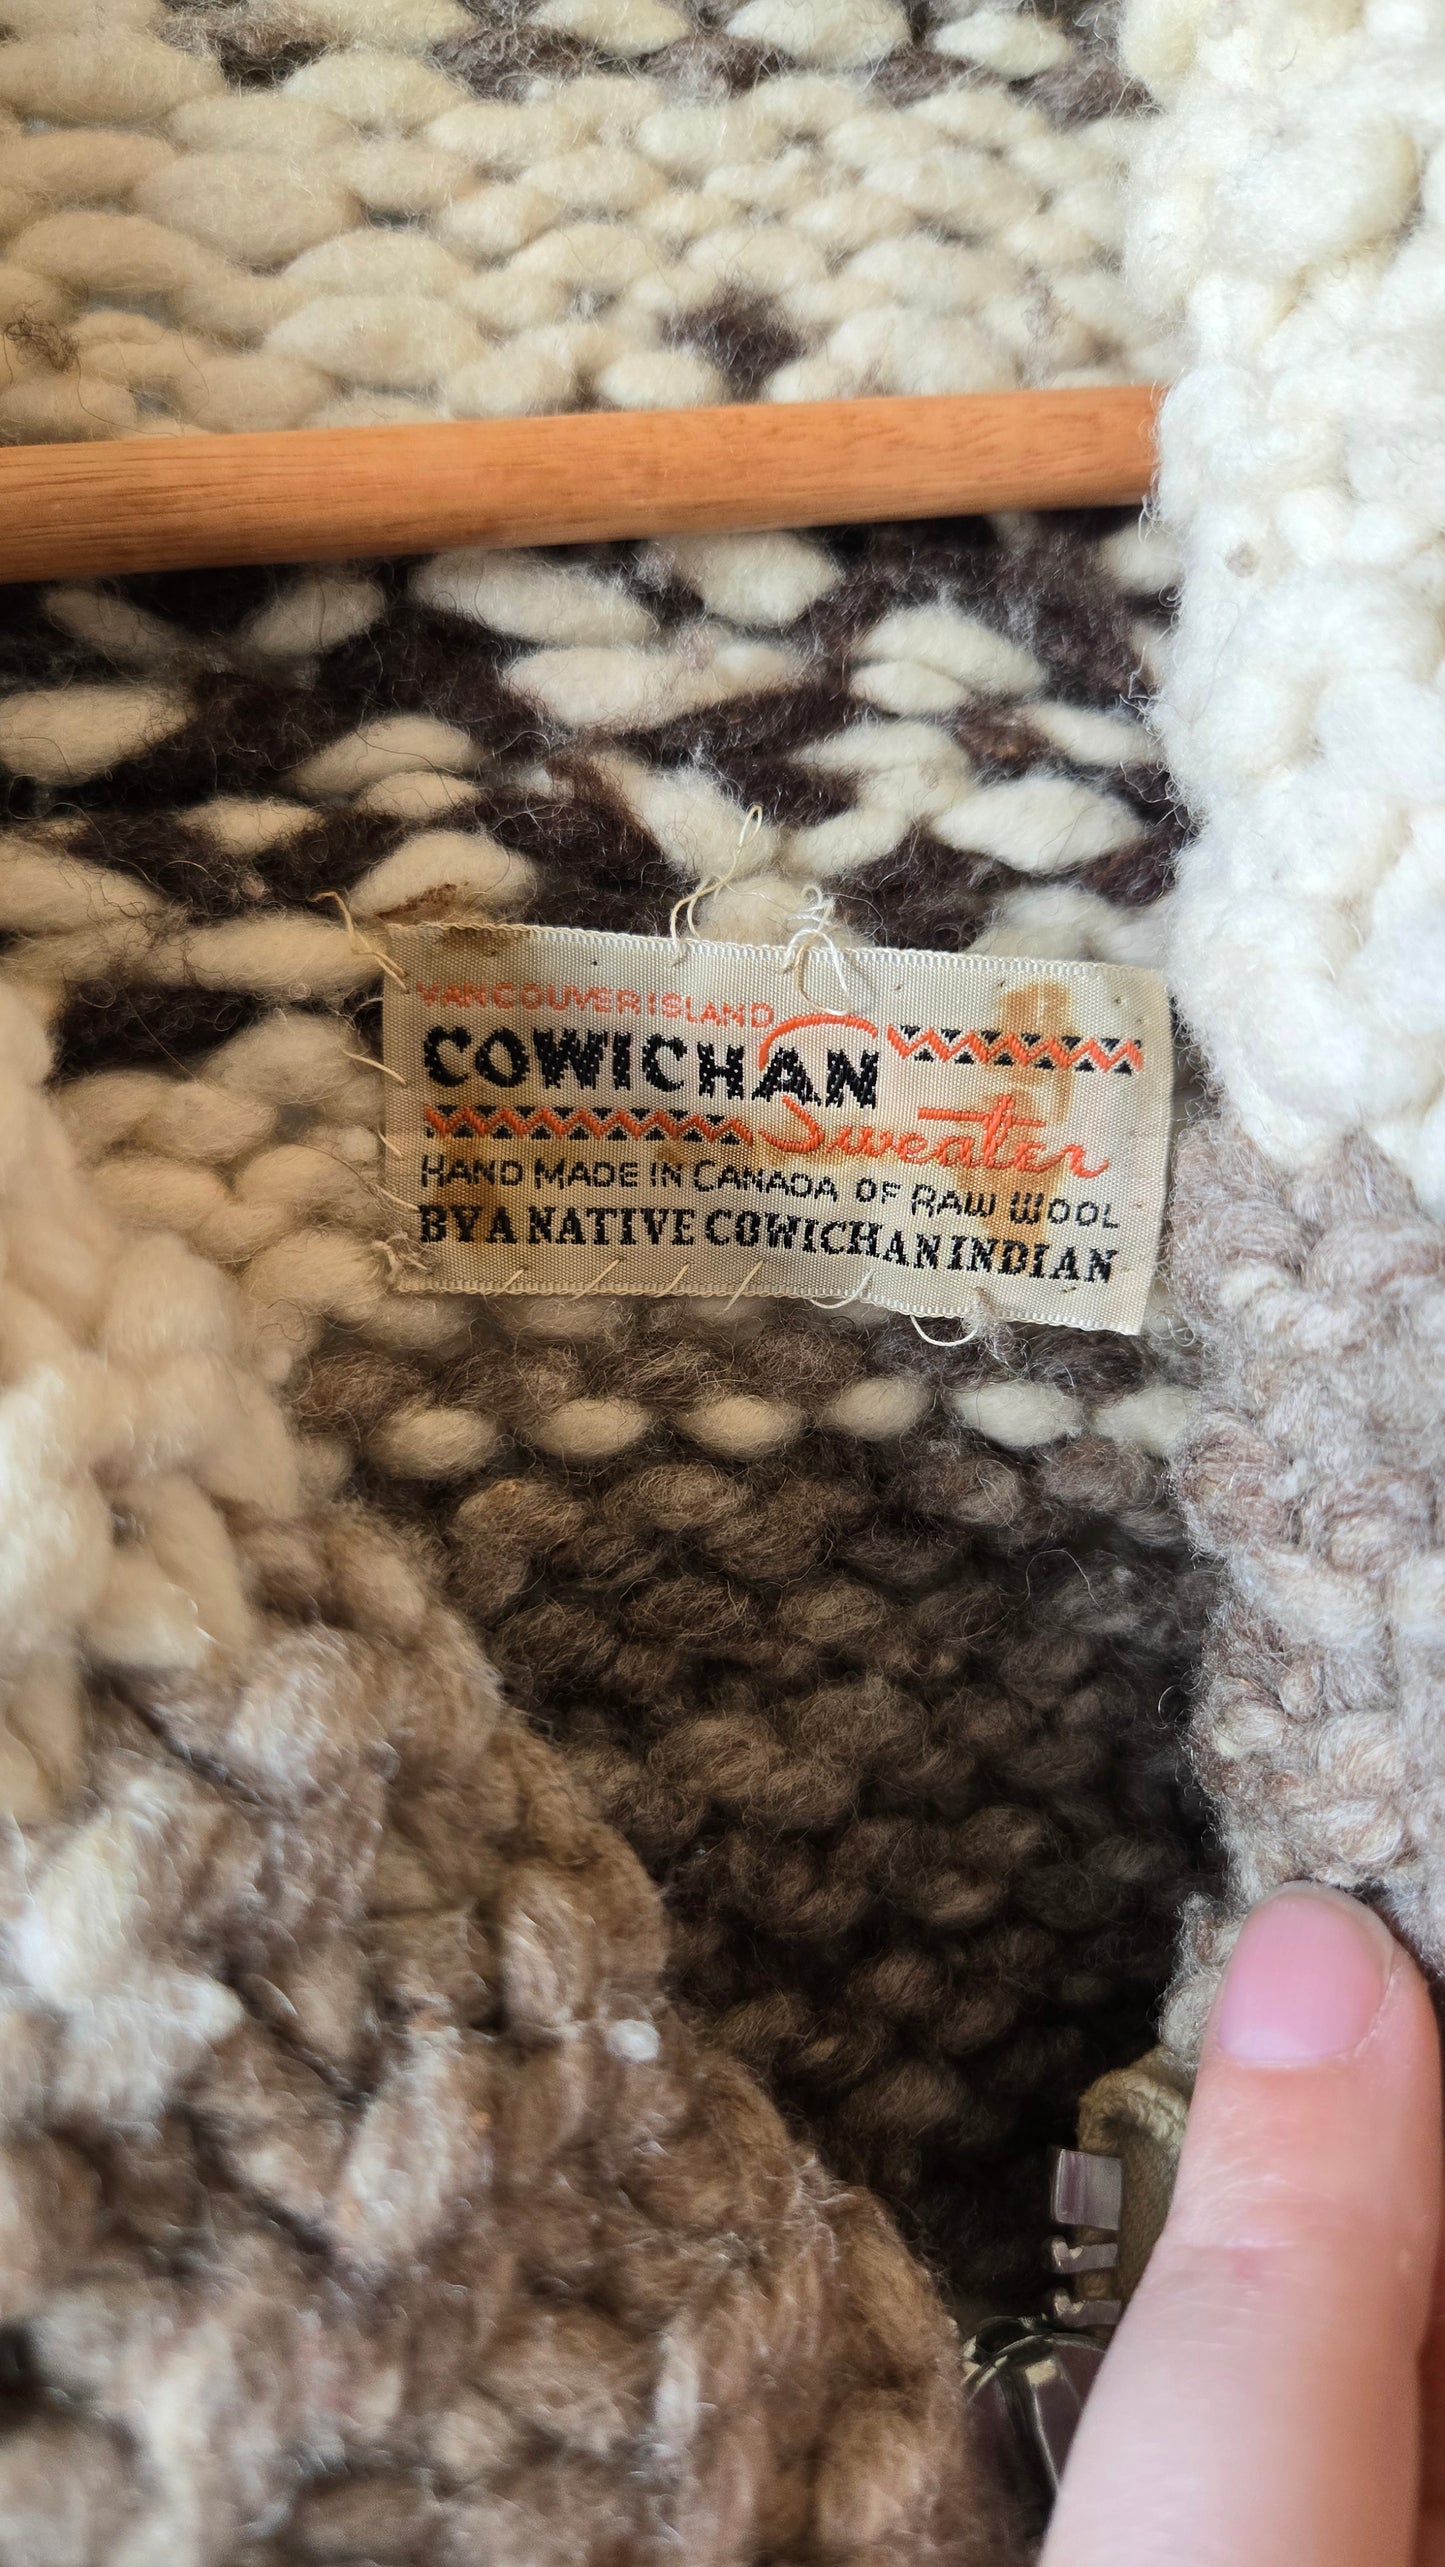 VANCOUVER ISLAND
COWICHAN
Sweater
HAND MADE IN CANADA OF RAW WOOL
BY A NATIVE COWICHAN INDIAN